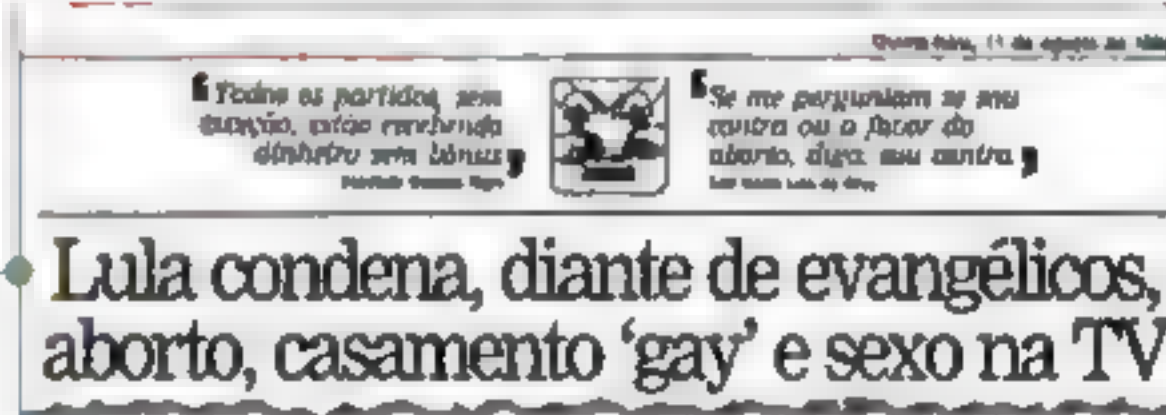 Todos os partidos, sem
exceção, estão recebendo
dinheiro sem bônus
Se me perguntam se sou
contra ou a favor do
aborto, digo: sou contra
Lula condena, diante de evangélicos,
aborto, casamento ‘gay’ e sexo na TV